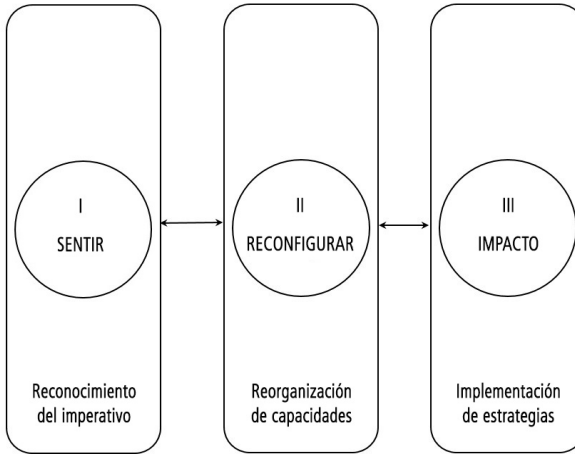 I
SENTIR
Reconocimiento
del imperativo
II
RECONFIGURAR
Reorganización
de capacidades
III
IMPACTO
Implementación
de estrategias